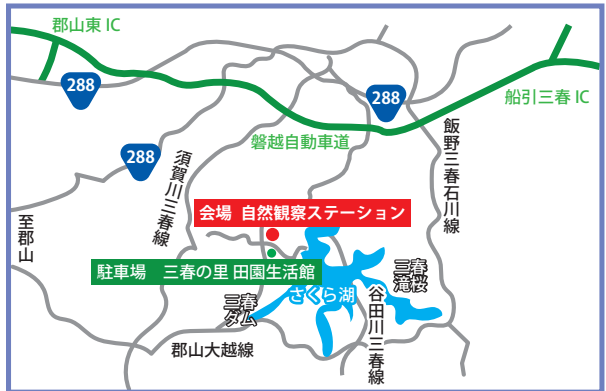 郡山東 IC
288
288
船引三春 IC
288
磐越自動車道
飯野三春石川線
須賀川三春線
会場 自然観察ステーション
至郡山
駐車場 三春の里 田園生活館
三春
滝桜
さくら湖
三春
ダム
谷田川三春線
郡山大越線